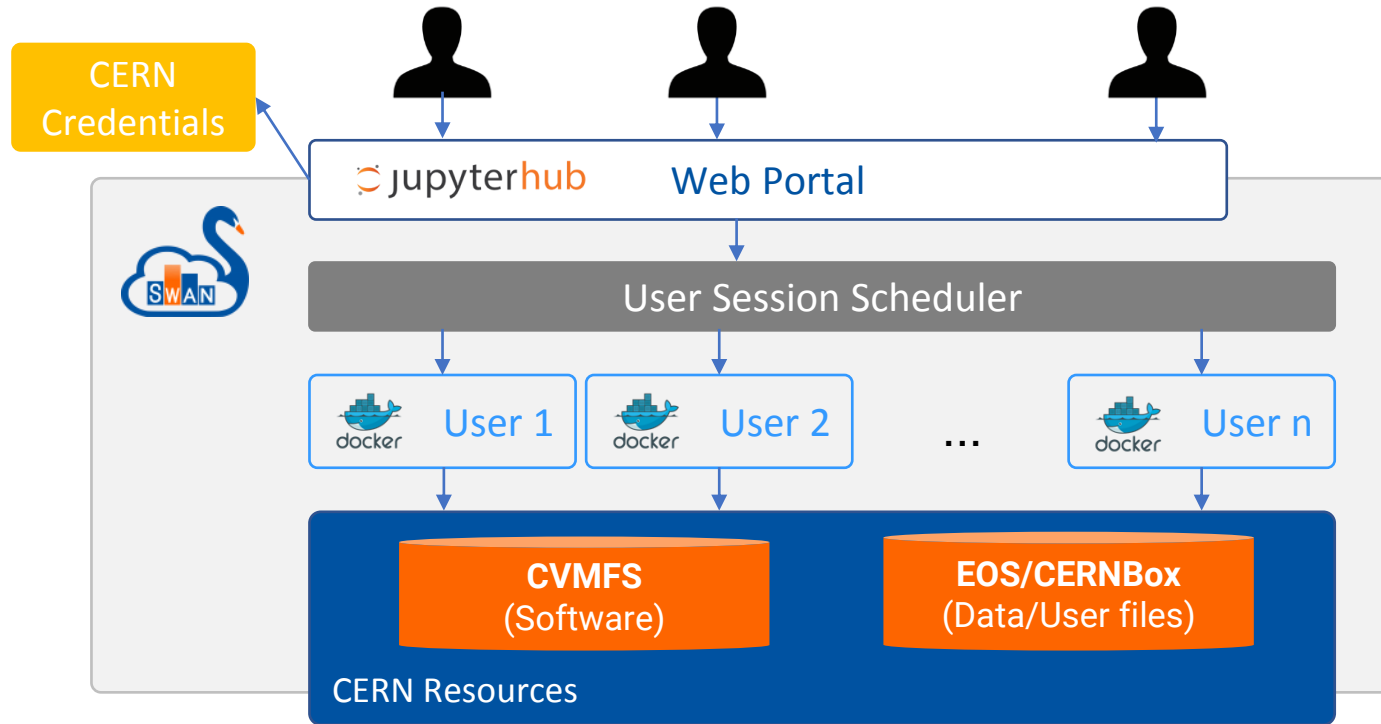 CERN
Credentials
jupyterhub Web Portal
SWAN
User Session Scheduler
docker User 1
docker User 2
...
docker User n
CVMFS
(Software)
EOS/CERNBox
(Data/User files)
CERN Resources